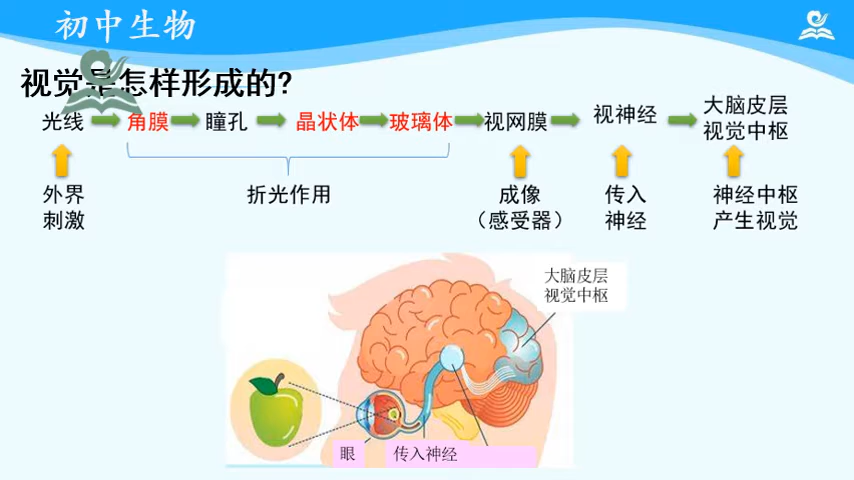 初中生物
视觉是怎样形成的?
光线 角膜 瞳孔 晶状体 玻璃体 视网膜 视神经 大脑皮层
视觉中枢
外界
刺激
折光作用
成像
（感受器）
传入
神经
神经中枢
产生视觉
大脑皮层
视觉中枢
眼
传入神经